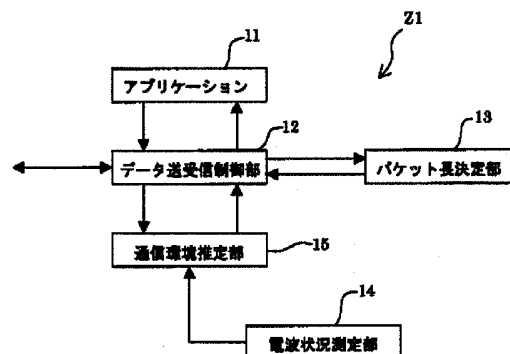 Z1
11
アプリケーション
12
データ送受信制御部
13
パケット長決定部
通信環境推定部
15
14
電波状況測定部